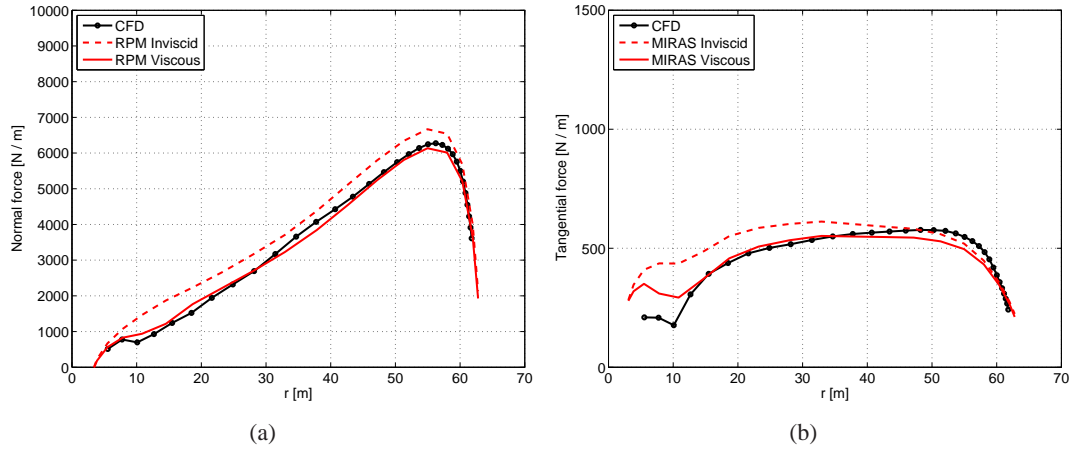 10000
9000
8000
7000
6000
5000
4000
3000
2000
1000
0
Normal force [N / m]
CFD
RPM Inviscid
RPM Viscous
0 10 20 30 40 50 60 70
r [m]
(a)
1500
1000
500
0
Tangential force [N / m]
CFD
MIRAS Inviscid
MIRAS Viscous
0 10 20 30 40 50 60 70
r [m]
(b)